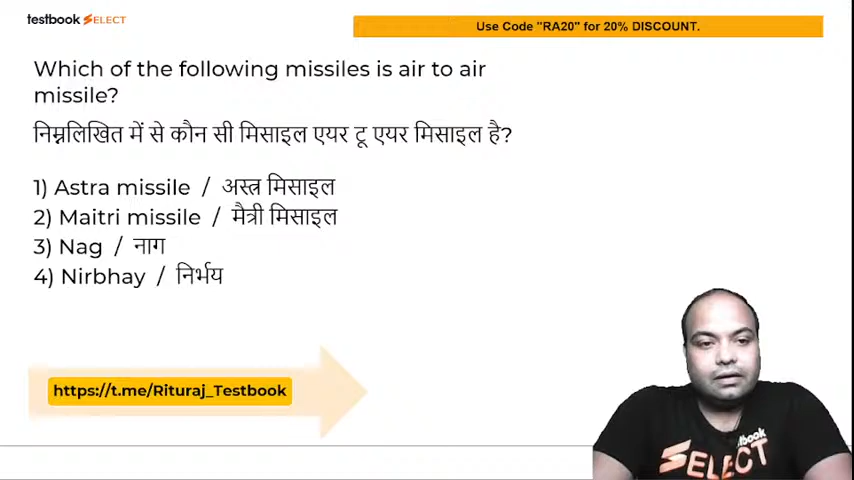 testbook SELECT
Use Code "RA20" for 20% DISCOUNT.
Which of the following missiles is air to air
missile?
निम्नलिखित में से कौन सी मिसाइल एयर टू एयर मिसाइल है?
1) Astra missile / अस्त्र मिसाइल
2) Maitri missile / मैत्री मिसाइल
3) Nag / नाग
4) Nirbhay / निर्भय
https://t.me/Rituraj_Testbook
SELECT